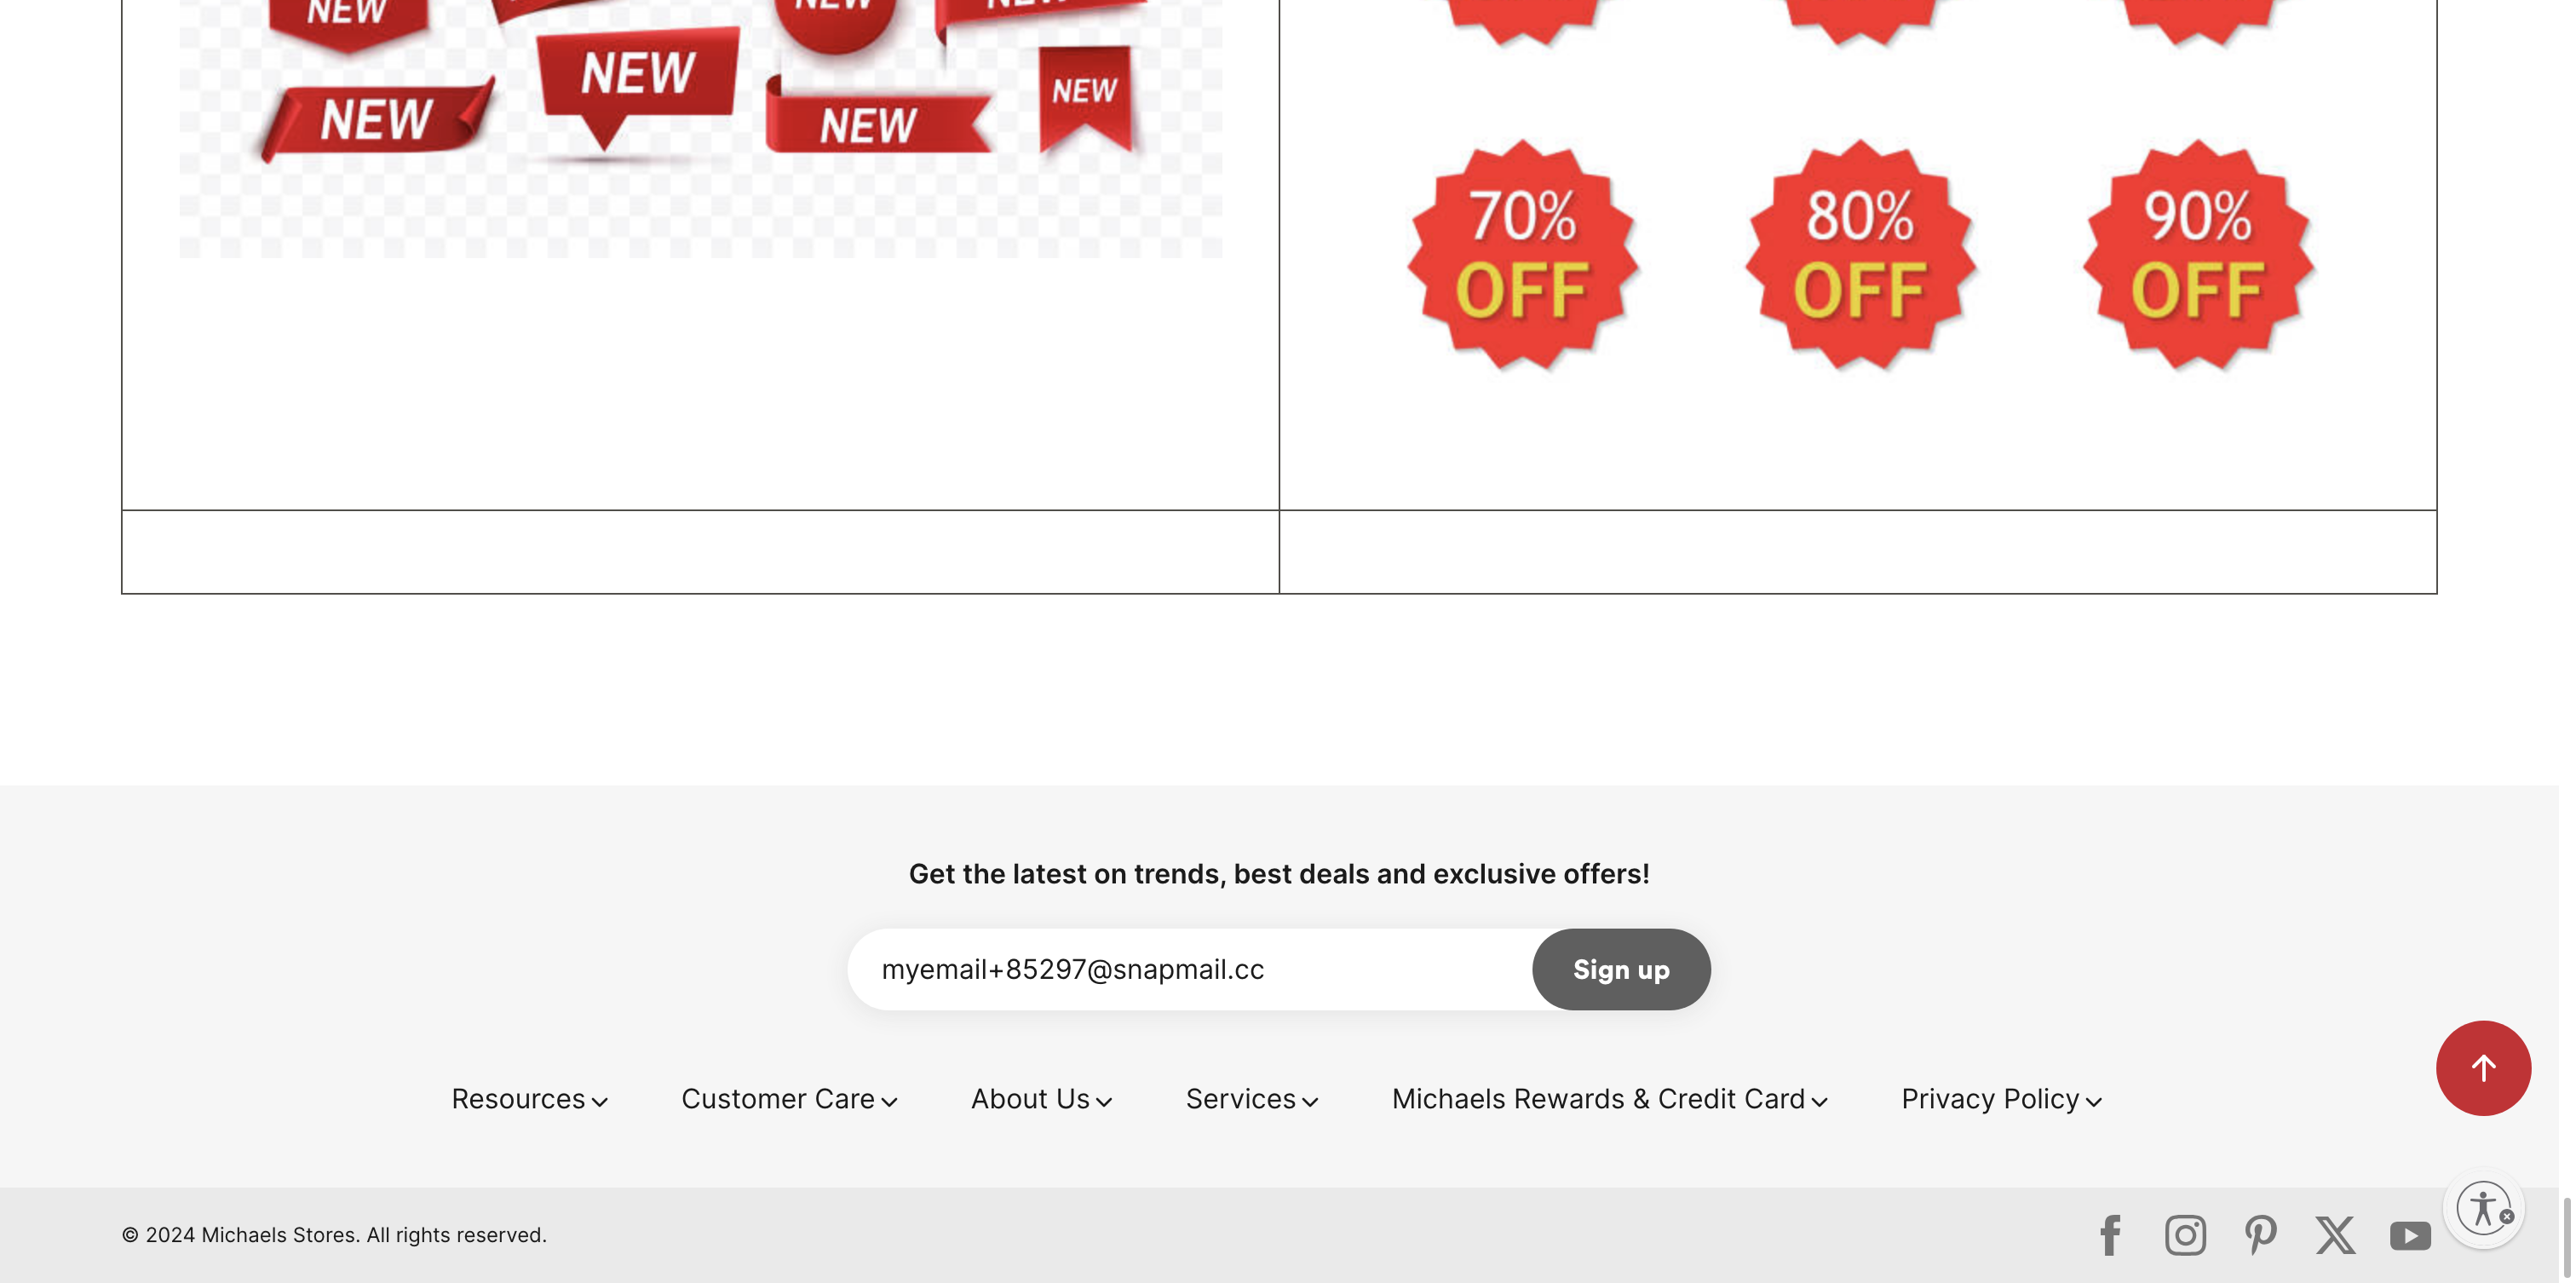 NEW
NEW
NEW
NEW
NEW
NEW
NEW
NEW
70%
OFF
80%
OFF
90%
OFF
Get the latest on trends, best deals and exclusive offers!
myemail+85297@snapmail.cc
Sign up
Resources
Customer Care
About Us
Services
Michaels Rewards & Credit Card
Privacy Policy
© 2024 Michaels Stores. All rights reserved.